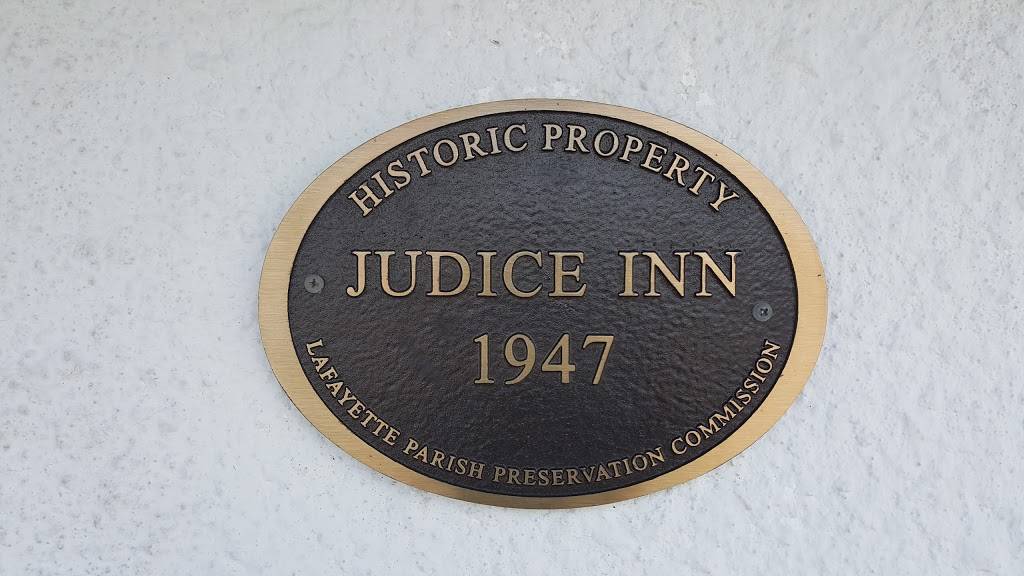 HISTORIC PROPERTY
JUDICE INN
1947
LAFAYETTE PARISH PRESERVATION COMMISSION